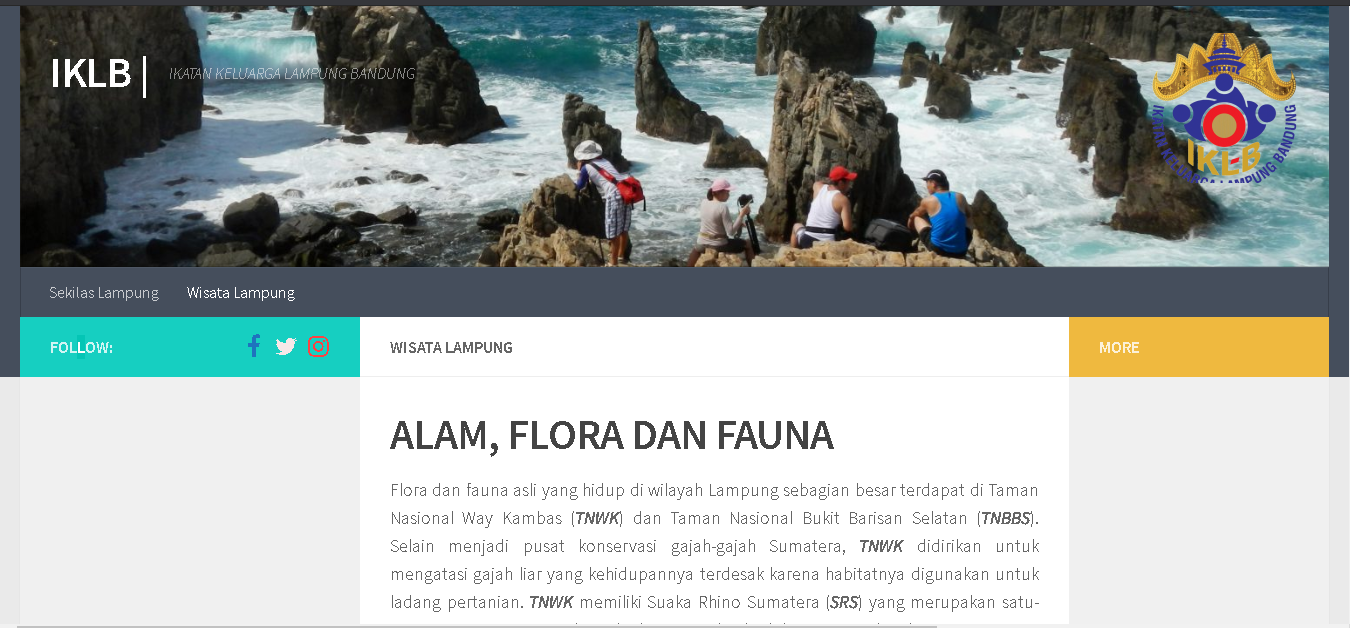 IKLB |
IKATAN KELUARGA LAMPUNG BANDUNG
IKATAN KELUARGA LAMPUNG BANDUNG
IKLB
Sekilas Lampung
Wisata Lampung
FOLLOW:
WISATA LAMPUNG
MORE
ALAM, FLORA DAN FAUNA
Flora dan fauna asli yang hidup di wilayah Lampung sebagian besar terdapat di Taman
Nasional Way Kambas (TNWK) dan Taman Nasional Bukit Barisan Selatan (TNBBS).
Selain menjadi pusat konservasi gajah-gajah Sumatera, TNWK didirikan untuk
mengatasi gajah liar yang kehidupannya terdesak karena habitatnya digunakan untuk
ladang pertanian. TNWK memiliki Suaka Rhino Sumatera (SRS) yang merupakan satu-